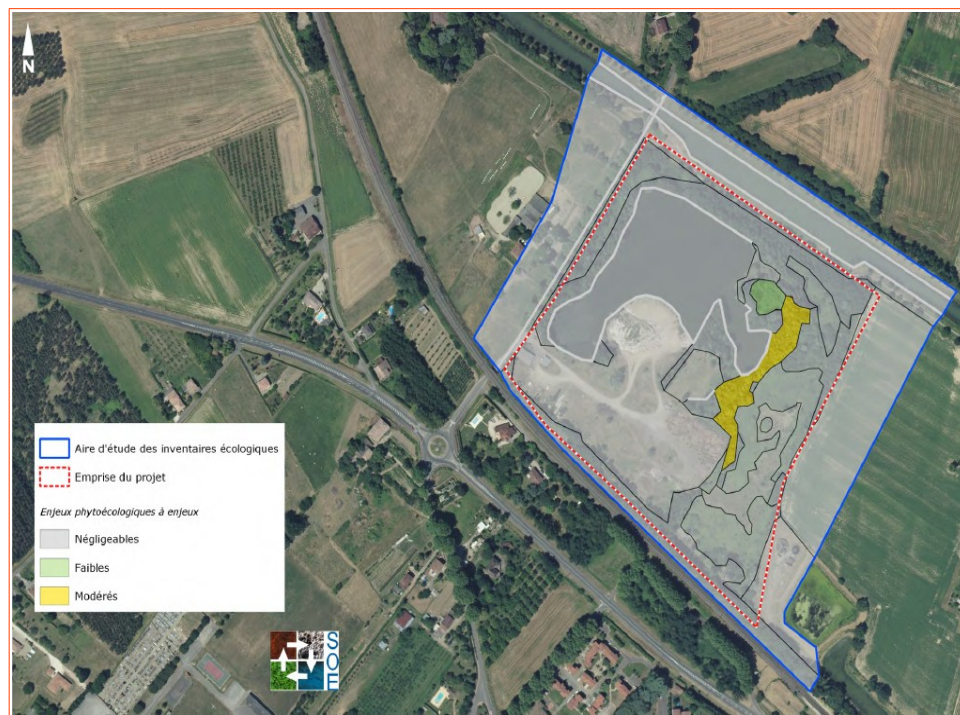 N
Aire d'étude des inventaires écologiques
Emprise du projet
Enjeux phytoécologiques à enjeux
Négligeables
Faibles
Modérés
SOE